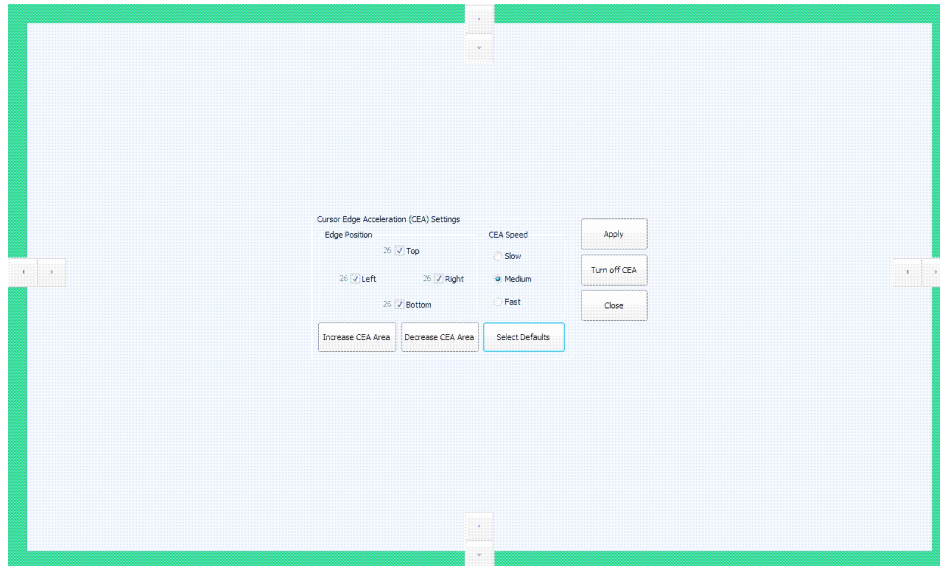 Cursor Edge Acceleration (CEA) Settings
Edge Position
CEA Speed
Apply
26 Top
Slow
Turn off CEA
26 Left
26 Right
Medium
26 Bottom
Fast
Close
Increase CEA Area
Decrease CEA Area
Select Defaults